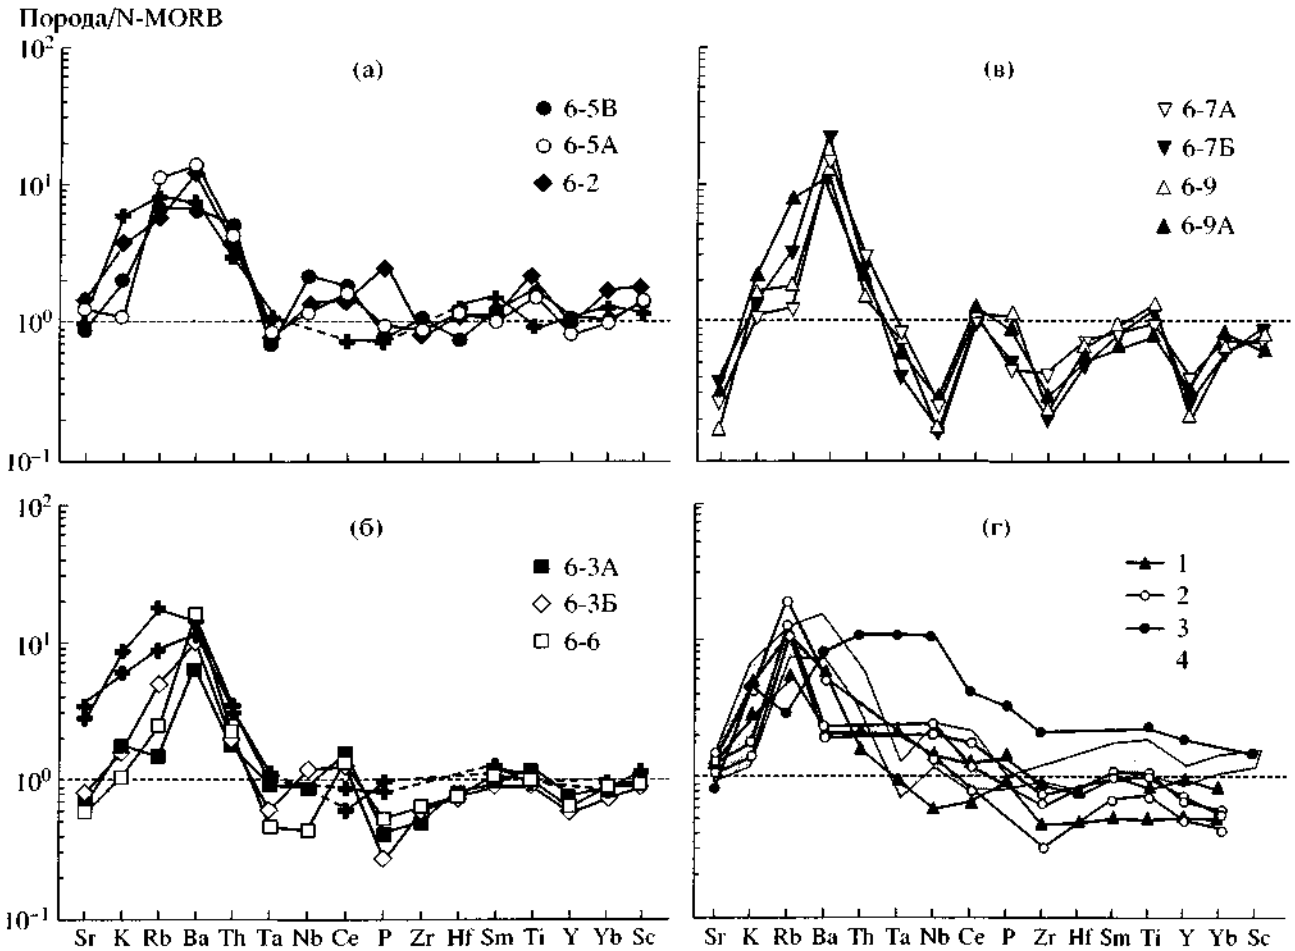 Порода/N-MORB
10²
(а)
6-5В
6-5А
6-2
10¹
10⁰
10⁻¹
(в)
6-7А
6-7Б
6-9
6-9А
10²
(б)
6-3А
6-3Б
6-6
10¹
10⁰
10⁻¹
Sr K Rb Ba Th Ta Nb Ce P Zr Hf Sm Ti Y Yb Sc
(г)
1
2
3
4
Sr K Rb Ba Th Ta Nb Ce P Zr Hf Sm Ti Y Yb Sc